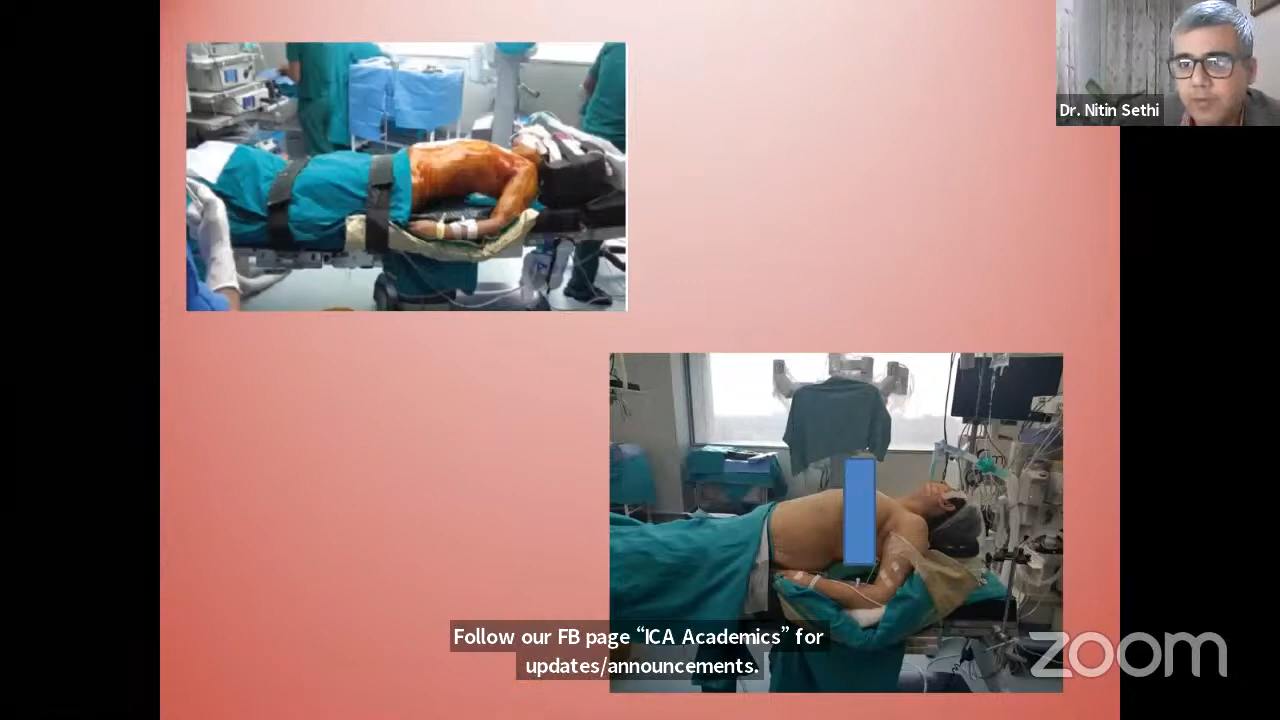 Dr. Nitin Sethi
Follow our FB page “ICA Academics” for
updates/announcements.
zoom